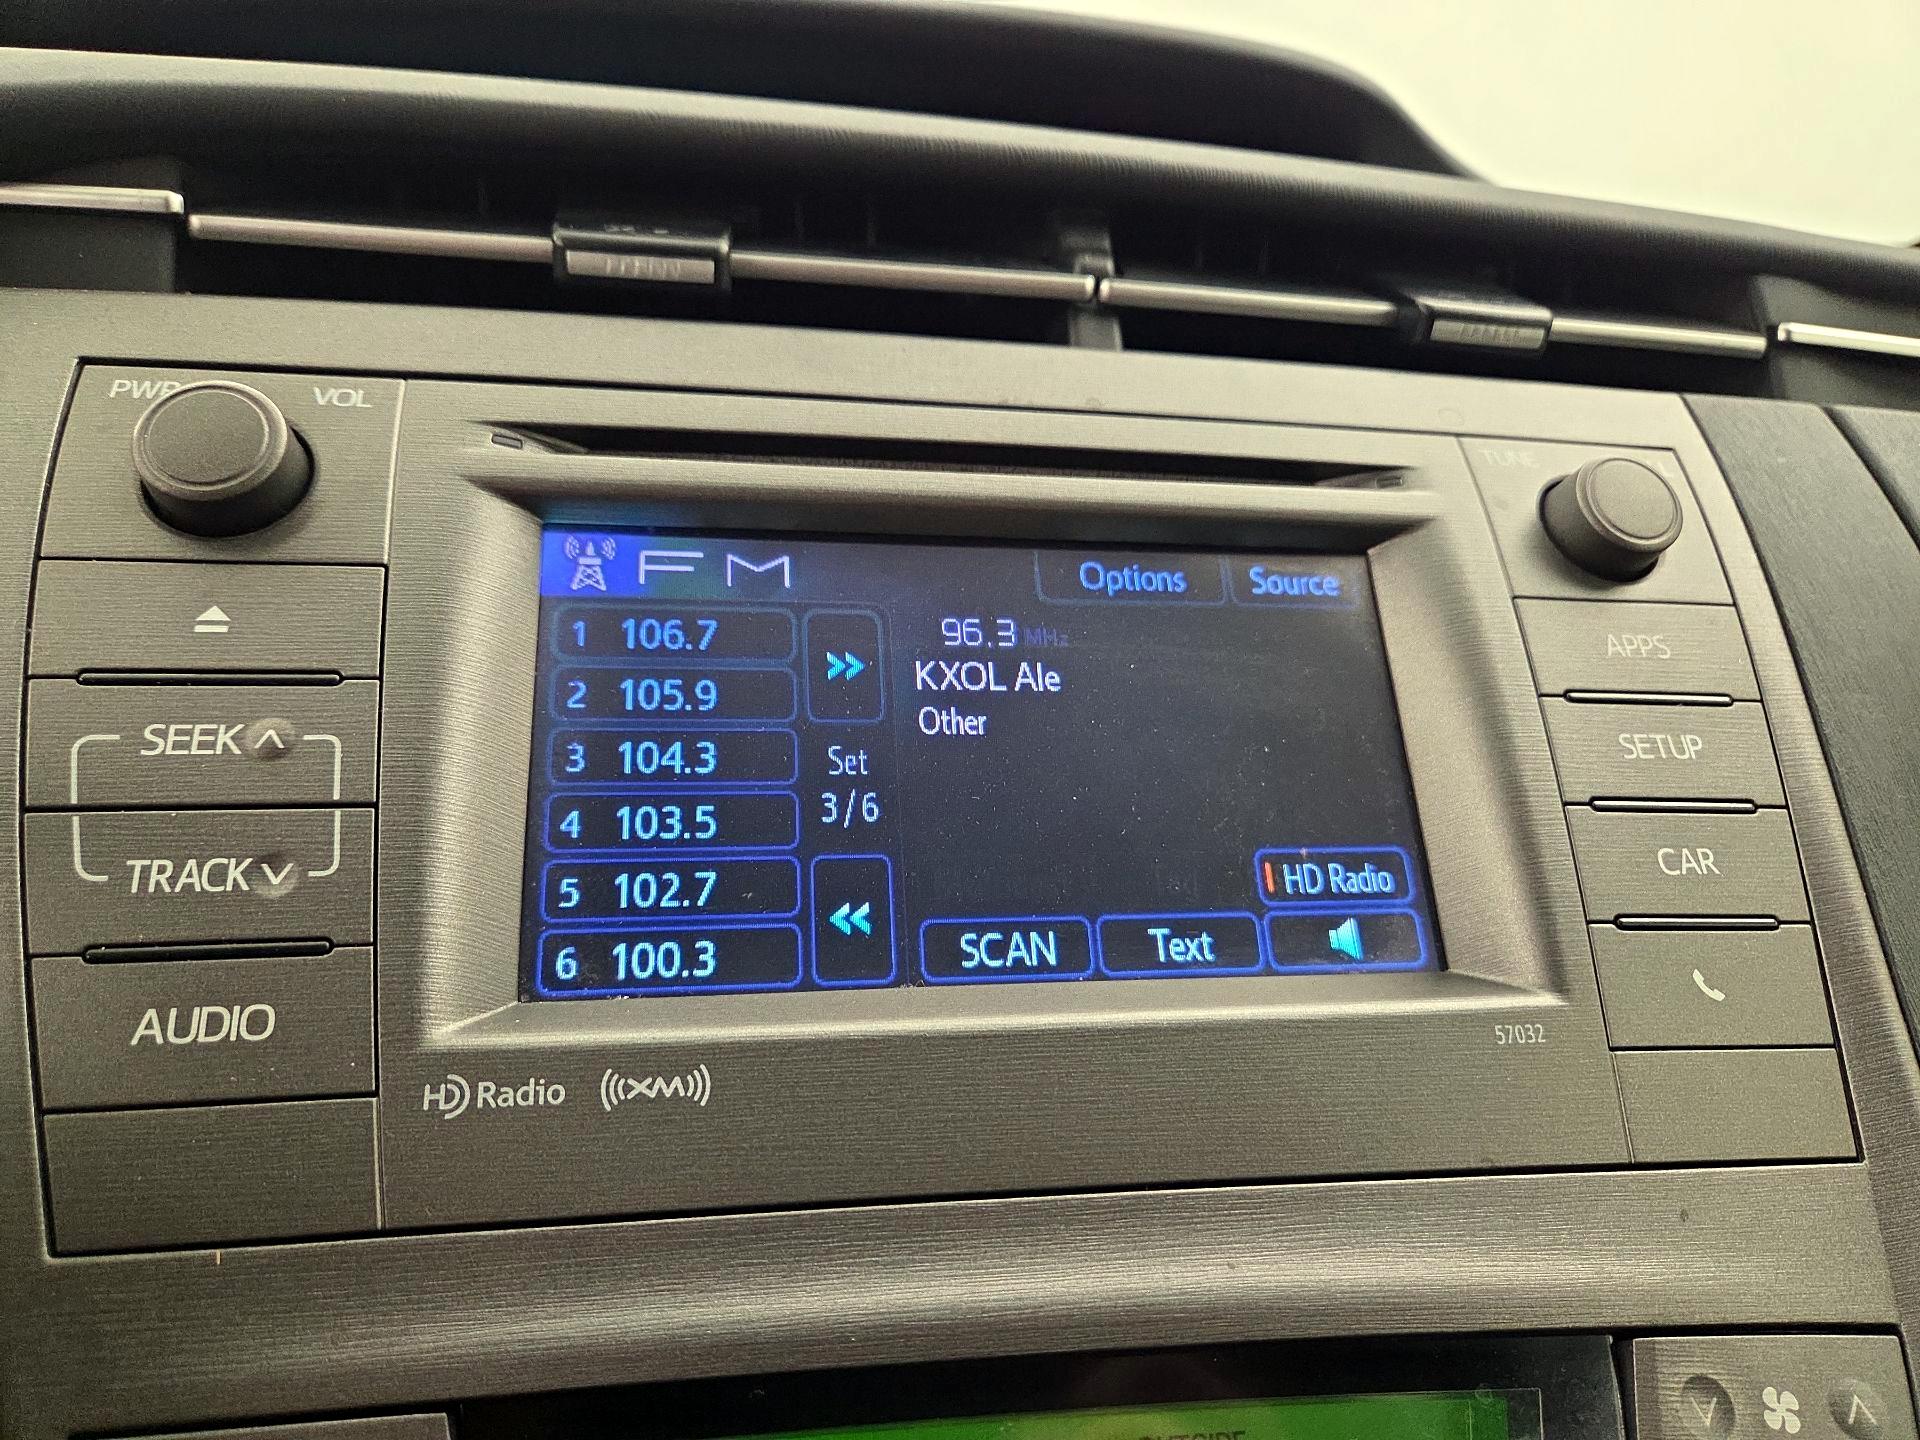 PWR VOL
TUNE
FM
Options
Source
1 106.7
2 105.9
3 104.3
4 103.5
5 102.7
6 100.3
Set
3/6
96.3 MHz
KXOL Ale
Other
HD Radio
SCAN
Text
SEEK
TRACK
AUDIO
APPS
SETUP
CAR
57032
HD Radio
((XM))
OUTSIDE